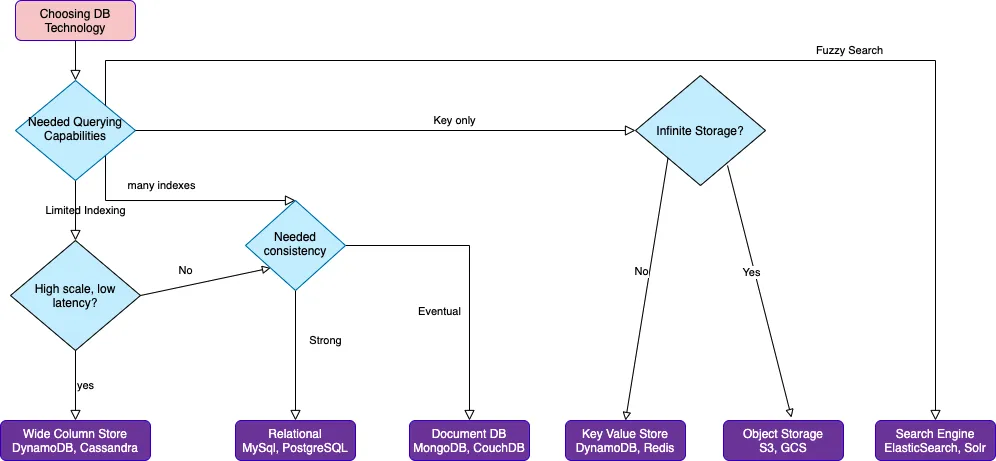 Choosing DB
Technology
Fuzzy Search
Needed Querying
Capabilities
Key only
Infinite Storage?
many indexes
Limited Indexing
Needed
consistency
High scale, low
latency?
No
No
Yes
Eventual
Strong
yes
Wide Column Store
DynamoDB, Cassandra
Relational
MySql, PostgreSQL
Document DB
MongoDB, CouchDB
Key Value Store
DynamoDB, Redis
Object Storage
S3, GCS
Search Engine
ElasticSearch, Solr